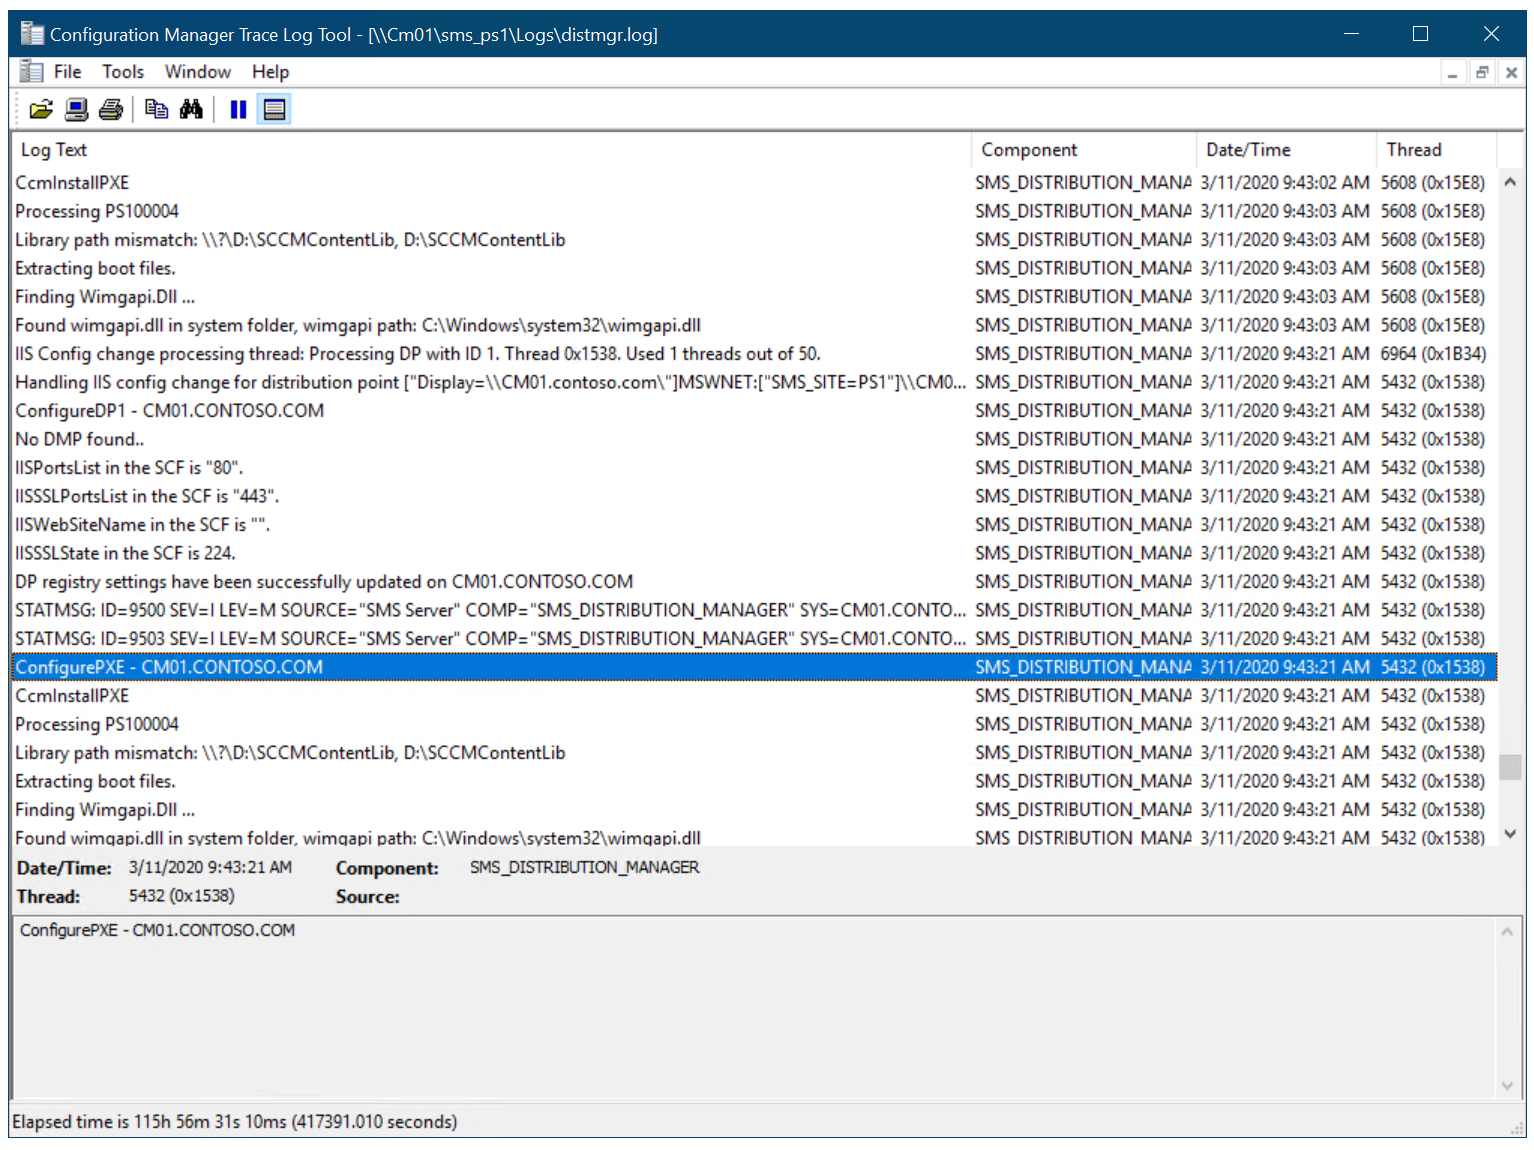 Configuration Manager Trace Log Tool - [\\Cm01\sms_ps1\Logs\distmgr.log]
File Tools Window Help
Log Text Component Date/Time Thread
CcmInstallPXE SMS_DISTRIBUTION_MANA 3/11/2020 9:43:02 AM 5608 (0x15E8)
Processing PS100004 SMS_DISTRIBUTION_MANA 3/11/2020 9:43:03 AM 5608 (0x15E8)
Library path mismatch: \\?\D:\SCCMContentLib, D:\SCCMContentLib SMS_DISTRIBUTION_MANA 3/11/2020 9:43:03 AM 5608 (0x15E8)
Extracting boot files. SMS_DISTRIBUTION_MANA 3/11/2020 9:43:03 AM 5608 (0x15E8)
Finding Wimgapi.Dll ... SMS_DISTRIBUTION_MANA 3/11/2020 9:43:03 AM 5608 (0x15E8)
Found wimgapi.dll in system folder, wimgapi path: C:\Windows\system32\wimgapi.dll SMS_DISTRIBUTION_MANA 3/11/2020 9:43:03 AM 5608 (0x15E8)
IIS Config change processing thread: Processing DP with ID 1. Thread 0x1538. Used 1 threads out of 50. SMS_DISTRIBUTION_MANA 3/11/2020 9:43:21 AM 6964 (0x1B34)
Handling IIS config change for distribution point ["Display=\\CM01.contoso.com\"]MSWNET:["SMS_SITE=PS1"]\\CM0... SMS_DISTRIBUTION_MANA 3/11/2020 9:43:21 AM 5432 (0x1538)
ConfigureDP1 - CM01.CONTOSO.COM SMS_DISTRIBUTION_MANA 3/11/2020 9:43:21 AM 5432 (0x1538)
No DMP found.. SMS_DISTRIBUTION_MANA 3/11/2020 9:43:21 AM 5432 (0x1538)
IISPortsList in the SCF is "80". SMS_DISTRIBUTION_MANA 3/11/2020 9:43:21 AM 5432 (0x1538)
IISSSLPortsList in the SCF is "443". SMS_DISTRIBUTION_MANA 3/11/2020 9:43:21 AM 5432 (0x1538)
IISWebSiteName in the SCF is "". SMS_DISTRIBUTION_MANA 3/11/2020 9:43:21 AM 5432 (0x1538)
IISSSLState in the SCF is 224. SMS_DISTRIBUTION_MANA 3/11/2020 9:43:21 AM 5432 (0x1538)
DP registry settings have been successfully updated on CM01.CONTOSO.COM SMS_DISTRIBUTION_MANA 3/11/2020 9:43:21 AM 5432 (0x1538)
STATMSG: ID=9500 SEV=I LEV=M SOURCE="SMS Server" COMP="SMS_DISTRIBUTION_MANAGER" SYS=CM01.CONTO... SMS_DISTRIBUTION_MANA 3/11/2020 9:43:21 AM 5432 (0x1538)
STATMSG: ID=9503 SEV=I LEV=M SOURCE="SMS Server" COMP="SMS_DISTRIBUTION_MANAGER" SYS=CM01.CONTO... SMS_DISTRIBUTION_MANA 3/11/2020 9:43:21 AM 5432 (0x1538)
ConfigurePXE - CM01.CONTOSO.COM SMS_DISTRIBUTION_MANA 3/11/2020 9:43:21 AM 5432 (0x1538)
CcmInstallPXE SMS_DISTRIBUTION_MANA 3/11/2020 9:43:21 AM 5432 (0x1538)
Processing PS100004 SMS_DISTRIBUTION_MANA 3/11/2020 9:43:21 AM 5432 (0x1538)
Library path mismatch: \\?\D:\SCCMContentLib, D:\SCCMContentLib SMS_DISTRIBUTION_MANA 3/11/2020 9:43:21 AM 5432 (0x1538)
Extracting boot files. SMS_DISTRIBUTION_MANA 3/11/2020 9:43:21 AM 5432 (0x1538)
Finding Wimgapi.Dll ... SMS_DISTRIBUTION_MANA 3/11/2020 9:43:21 AM 5432 (0x1538)
Found wimgapi.dll in system folder, wimgapi path: C:\Windows\system32\wimgapi.dll SMS_DISTRIBUTION_MANA 3/11/2020 9:43:21 AM 5432 (0x1538)
Date/Time: 3/11/2020 9:43:21 AM Component: SMS_DISTRIBUTION_MANAGER
Thread: 5432 (0x1538) Source:
ConfigurePXE - CM01.CONTOSO.COM
Elapsed time is 115h 56m 31s 10ms (417391.010 seconds)